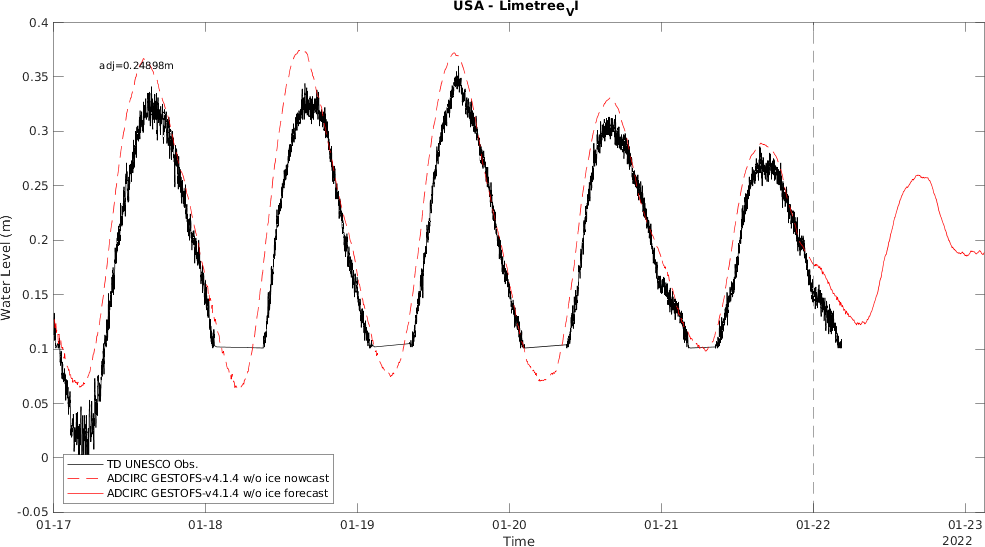 USA - LimetreeVI
adj=0.24898m
Water Level (m)
0.4
0.35
0.3
0.25
0.2
0.15
0.1
0.05
0
-0.05
TD UNESCO Obs.
ADCIRC GESTOFS-v4.1.4 w/o ice nowcast
ADCIRC GESTOFS-v4.1.4 w/o ice forecast
01-17 01-18 01-19 01-20 01-21 01-22 01-23
Time
2022